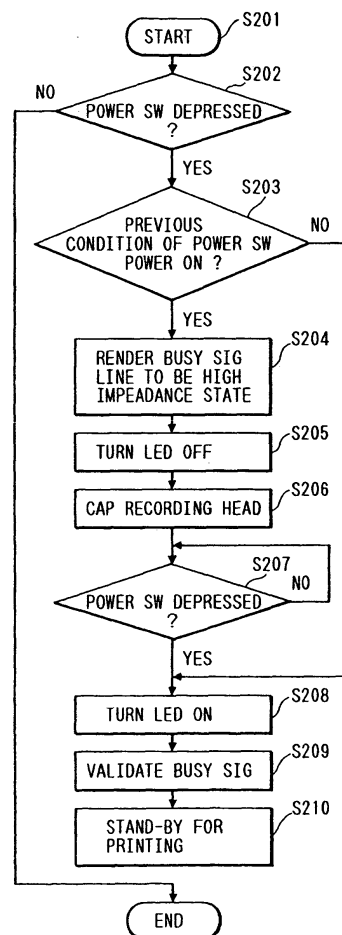 START
S201
S202
NO
POWER SW DEPRESSED
?
YES
S203
PREVIOUS
CONDITION OF POWER SW
POWER ON ?
NO
YES
S204
RENDER BUSY SIG
LINE TO BE HIGH
IMPEADANCE STATE
S205
TURN LED OFF
S206
CAP RECORDING HEAD
S207
NO
POWER SW DEPRESSED
?
YES
S208
TURN LED ON
S209
VALIDATE BUSY SIG
S210
STAND-BY FOR
PRINTING
END